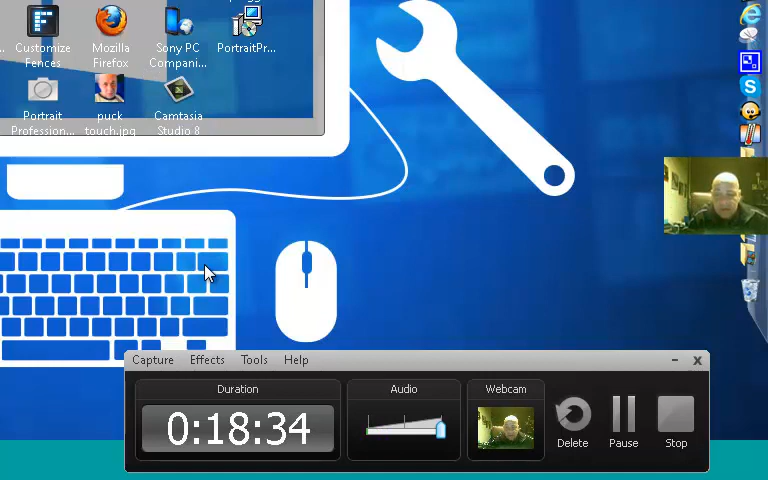 Customize
Fences
Mozilla
Firefox
Sony PC
Compani...
PortraitPr...
Portrait
Profession...
puck
touch.jpg
Camtasia
Studio 8
Capture Effects Tools Help
Duration
Audio
Webcam
0:18:34
Delete
Pause
Stop